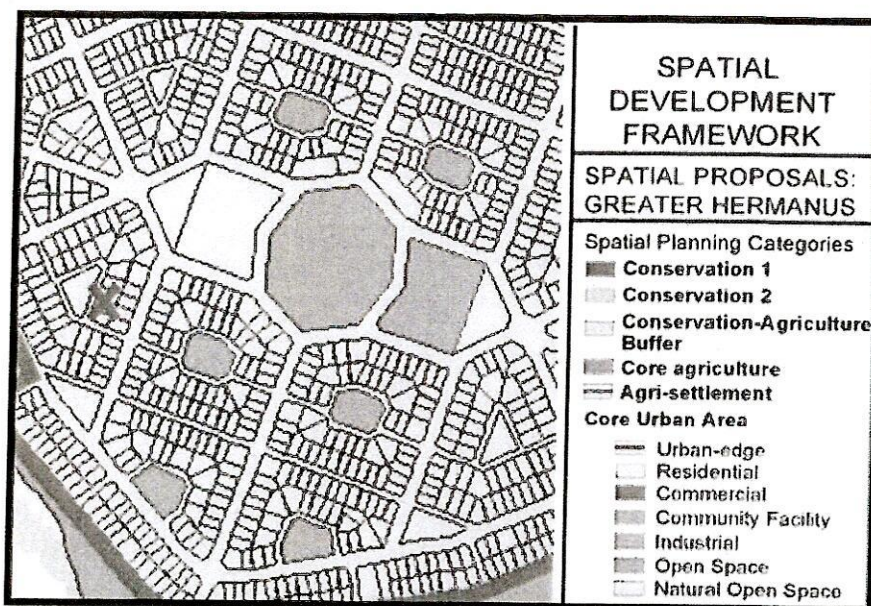 SPATIAL
DEVELOPMENT
FRAMEWORK
SPATIAL PROPOSALS:
GREATER HERMANUS
Spatial Planning Categories
Conservation 1
Conservation 2
Conservation-Agriculture
Buffer
Core agriculture
Agri-settlement
Core Urban Area
Urban-edge
Residential
Commercial
Community Facility
Industrial
Open Space
Natural Open Space